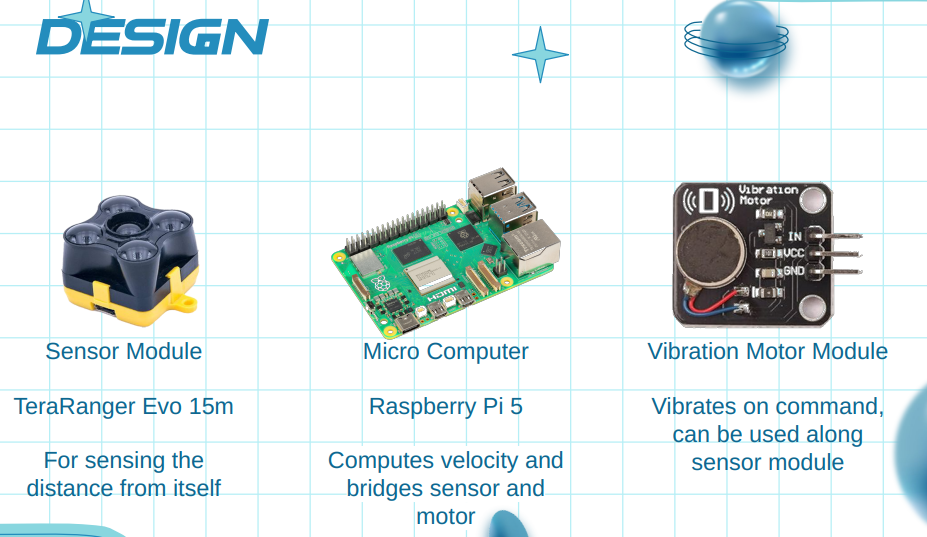 DESIGN
Vibration
Motor
IN
VCC
GND
HDMI
Sensor Module
Micro Computer
Vibration Motor Module
TeraRanger Evo 15m
Raspberry Pi 5
Vibrates on command,
can be used along
sensor module
For sensing the
distance from itself
Computes velocity and
bridges sensor and
motor